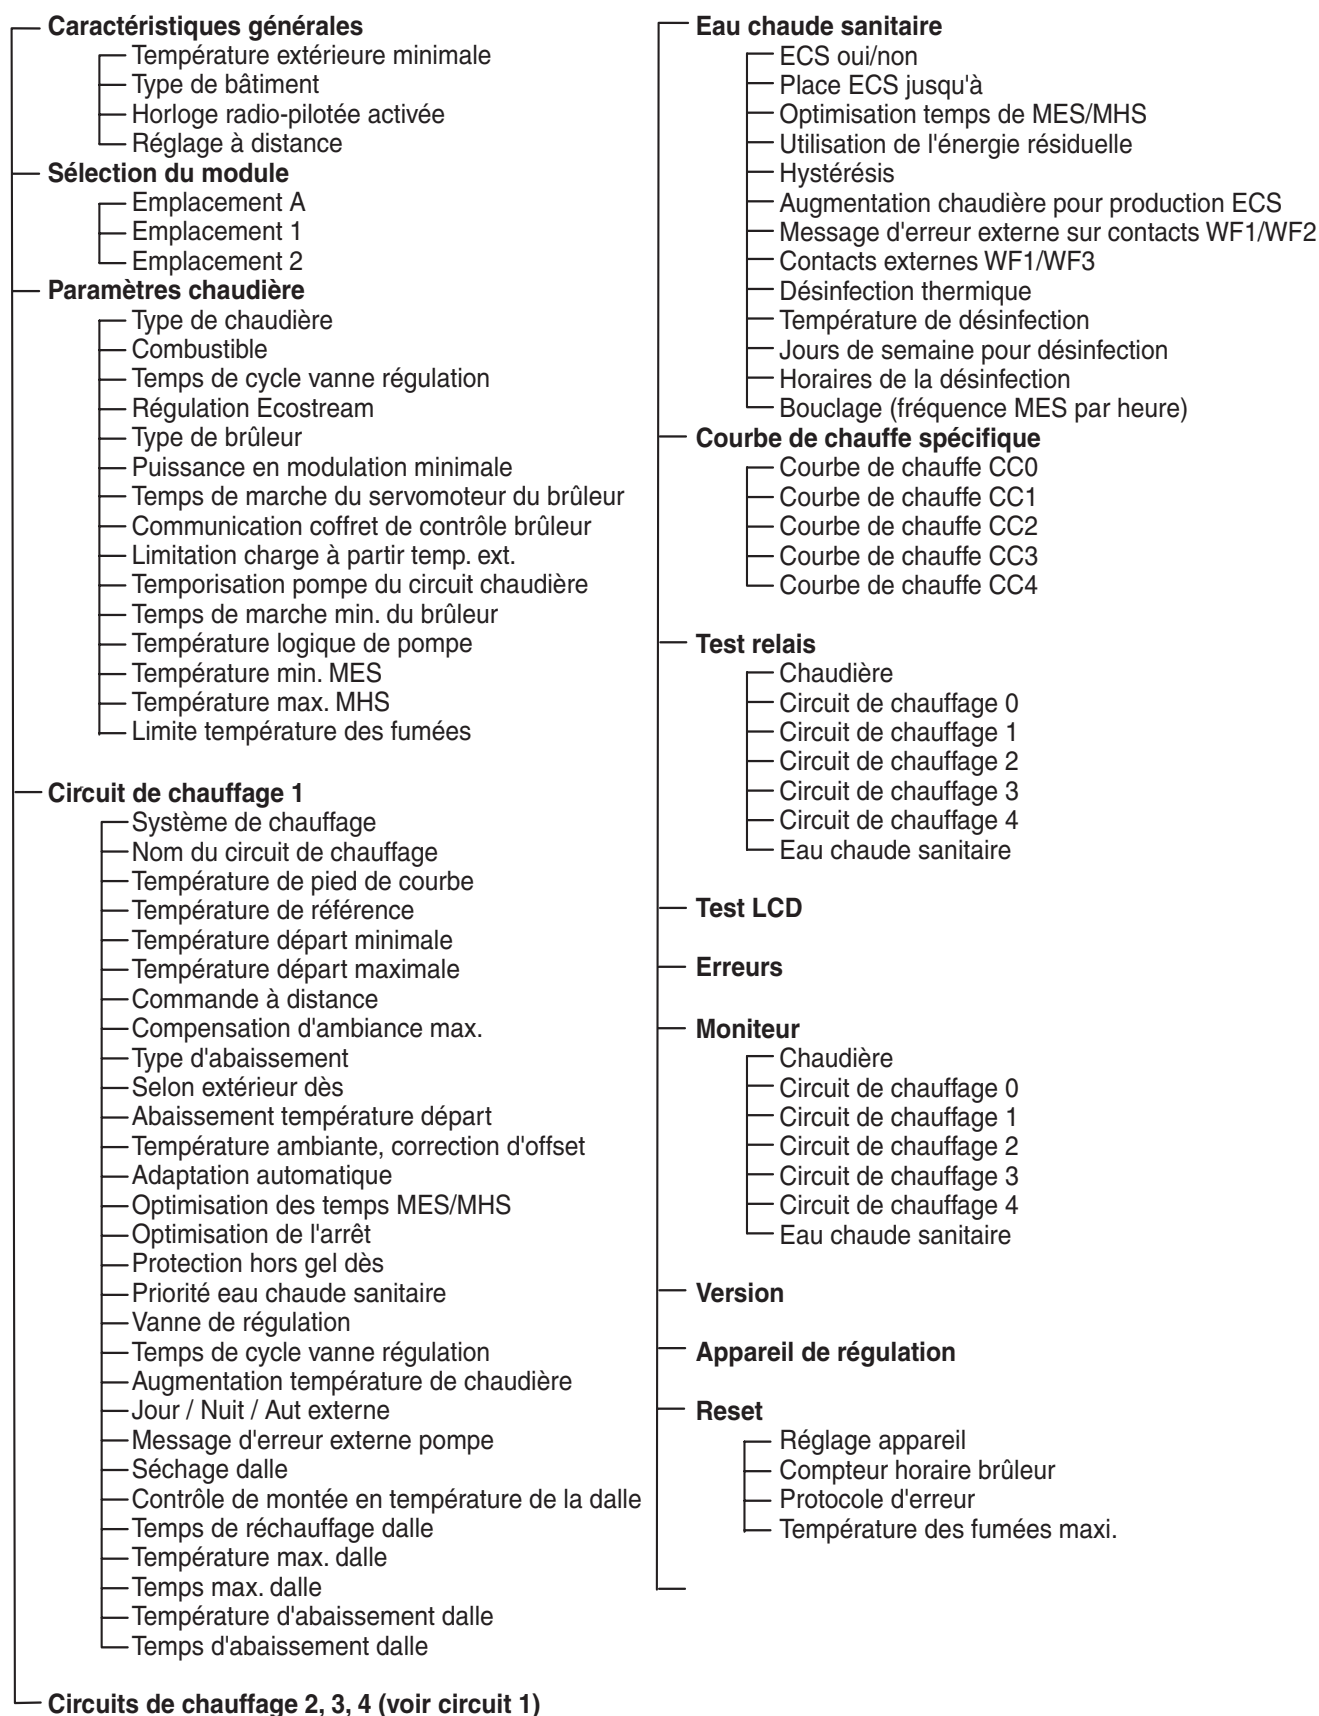 Caractéristiques générales
Température extérieure minimale
Type de bâtiment
Horloge radio-pilotée activée
Réglage à distance
Sélection du module
Emplacement A
Emplacement 1
Emplacement 2
Paramètres chaudière
Type de chaudière
Combustible
Temps de cycle vanne régulation
Régulation Ecostream
Type de brûleur
Puissance en modulation minimale
Temps de marche du servomoteur du brûleur
Communication coffret de contrôle brûleur
Limitation charge à partir temp. ext.
Temporisation pompe du circuit chaudière
Temps de marche min. du brûleur
Température logique de pompe
Température min. MES
Température max. MHS
Limite température des fumées
Circuit de chauffage 1
Système de chauffage
Nom du circuit de chauffage
Température de pied de courbe
Température de référence
Température départ minimale
Température départ maximale
Commande à distance
Compensation d'ambiance max.
Type d'abaissement
Selon extérieur dès
Abaissement température départ
Température ambiante, correction d'offset
Adaptation automatique
Optimisation des temps MES/MHS
Optimisation de l'arrêt
Protection hors gel dès
Priorité eau chaude sanitaire
Vanne de régulation
Temps de cycle vanne régulation
Augmentation température de chaudière
Jour / Nuit / Aut externe
Message d'erreur externe pompe
Séchage dalle
Contrôle de montée en température de la dalle
Temps de réchauffage dalle
Température max. dalle
Temps max. dalle
Température d'abaissement dalle
Temps d'abaissement dalle
Circuits de chauffage 2, 3, 4 (voir circuit 1)
Eau chaude sanitaire
ECS oui/non
Place ECS jusqu'à
Optimisation temps de MES/MHS
Utilisation de l'énergie résiduelle
Hystérésis
Augmentation chaudière pour production ECS
Message d'erreur externe sur contacts WF1/WF2
Contacts externes WF1/WF3
Désinfection thermique
Température de désinfection
Jours de semaine pour désinfection
Horaires de la désinfection
Bouclage (fréquence MES par heure)
Courbe de chauffe spécifique
Courbe de chauffe CC0
Courbe de chauffe CC1
Courbe de chauffe CC2
Courbe de chauffe CC3
Courbe de chauffe CC4
Test relais
Chaudière
Circuit de chauffage 0
Circuit de chauffage 1
Circuit de chauffage 2
Circuit de chauffage 3
Circuit de chauffage 4
Eau chaude sanitaire
Test LCD
Erreurs
Moniteur
Chaudière
Circuit de chauffage 0
Circuit de chauffage 1
Circuit de chauffage 2
Circuit de chauffage 3
Circuit de chauffage 4
Eau chaude sanitaire
Version
Appareil de régulation
Reset
Réglage appareil
Compteur horaire brûleur
Protocole d'erreur
Température des fumées maxi.